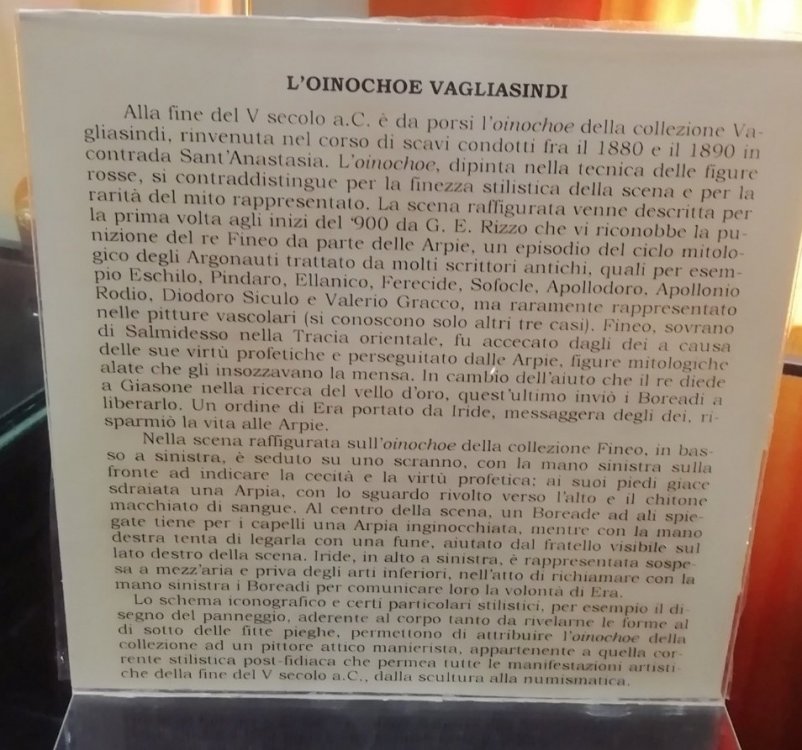 L'OINOCHOE VAGLIASINDI
Alla fine del V secolo a.C. è da porsi l'oinochoe della collezione Va-
gliasindi, rinvenuta nel corso di scavi condotti fra il 1880 e il 1890 in
contrada Sant'Anastasia. L'oinochoe, dipinta nella tecnica delle figure
rosse, si contraddistingue per la finezza stilistica della scena e per la
rarità del mito rappresentato. La scena raffigurata venne descritta per
la prima volta agli inizi del '900 da G. E. Rizzo che vi riconobbe la pu-
nizione del re Fineo da parte delle Arpie, un episodio del ciclo mitolo-
gico degli Argonauti trattato da molti scrittori antichi, quali per esem-
pio Eschilo, Pindaro, Ellanico, Ferecide, Sofocle, Apollodoro, Apollonio
Rodio, Diodoro Siculo e Valerio Gracco, ma raramente rappresentato
nelle pitture vascolari (si conoscono solo altri tre casi). Fineo, sovrano
di Salmidesso nella Tracia orientale, fu accecato dagli dei a causa
delle sue virtù profetiche e perseguitato dalle Arpie, figure mitologiche
alate che gli insozzavano la mensa. In cambio dell'aiuto che il re diede
a Giasone nella ricerca del vello d'oro, quest'ultimo inviò i Boreadi a
liberarlo. Un ordine di Era portato da Iride, messaggera degli dei, ri-
sparmiò la vita alle Arpie.
Nella scena raffigurata sull'oinochoe della collezione Fineo, in bas-
so a sinistra, è seduto su uno scranno, con la mano sinistra sulla
fronte ad indicare la cecità e la virtù profetica; ai suoi piedi giace
sdraiata una Arpia, con lo sguardo rivolto verso l'alto e il chitone
macchiato di sangue. Al centro della scena, un Boreade ad ali spie-
gate tiene per i capelli una Arpia inginocchiata, mentre con la mano
destra tenta di legarla con una fune, aiutato dal fratello visibile sul
lato destro della scena. Iride, in alto a sinistra, è rappresentata sospe-
sa a mezz'aria e priva degli arti inferiori, nell'atto di richiamare con la
mano sinistra i Boreadi per comunicare loro la volontà di Era.
Lo schema iconografico e certi particolari stilistici, per esempio il di-
segno del panneggio, aderente al corpo tanto da rivelarne le forme al
di sotto delle fitte pieghe, permettono di attribuire l'oinochoe della
collezione ad un pittore attico manierista, appartenente a quella cor-
rente stilistica post-fidiaca che permea tutte le manifestazioni artisti-
che della fine del V secolo a.C., dalla scultura alla numismatica.